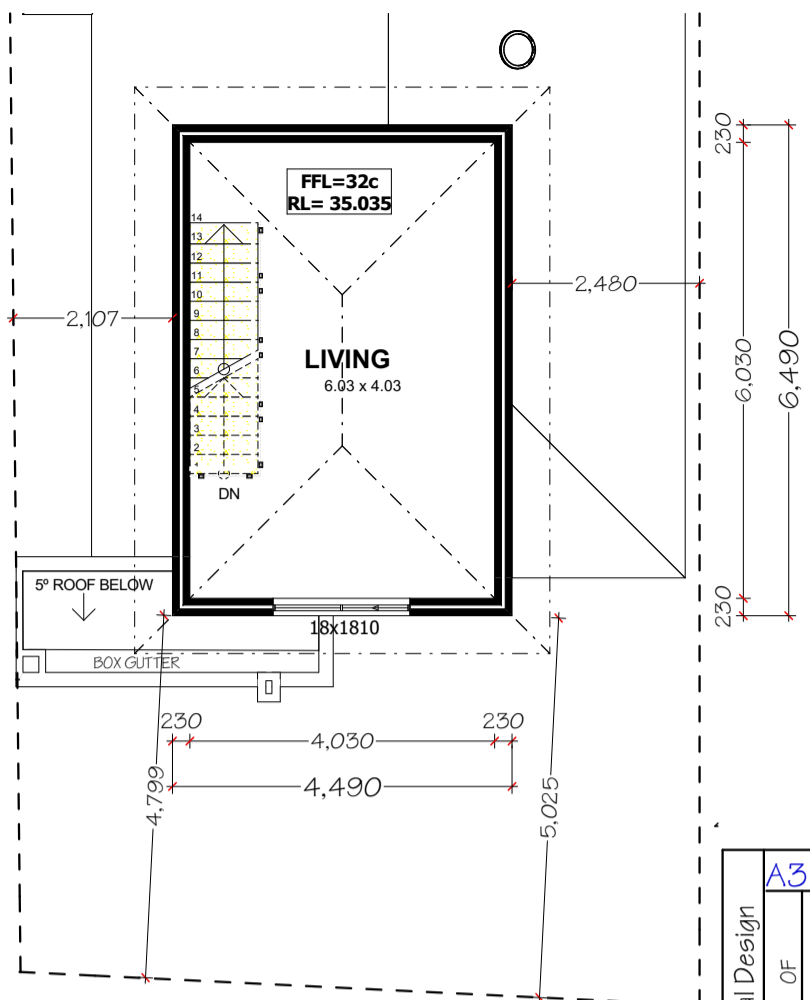 FFL=32c
RL= 35.035
14
13
12
11
10
9
8
7
6
5
4
3
2
1
DN
LIVING
6.03 x 4.03
2,107
2,480
230
6,030
6,490
230
5º ROOF BELOW
BOX GUTTER
18x1810
230
4,030
230
4,490
4,799
5,025
A3
al Design
OF